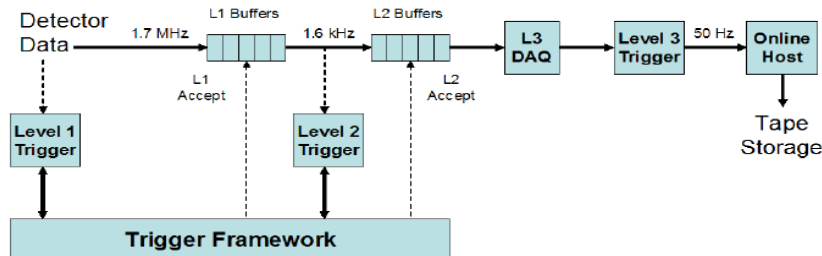 Detector
Data
1.7 MHz
L1 Buffers
1.6 kHz
L2 Buffers
L3
DAQ
Level 3
Trigger
50 Hz
Online
Host
L1
Accept
L2
Accept
Level 1
Trigger
Level 2
Trigger
Tape
Storage
Trigger Framework